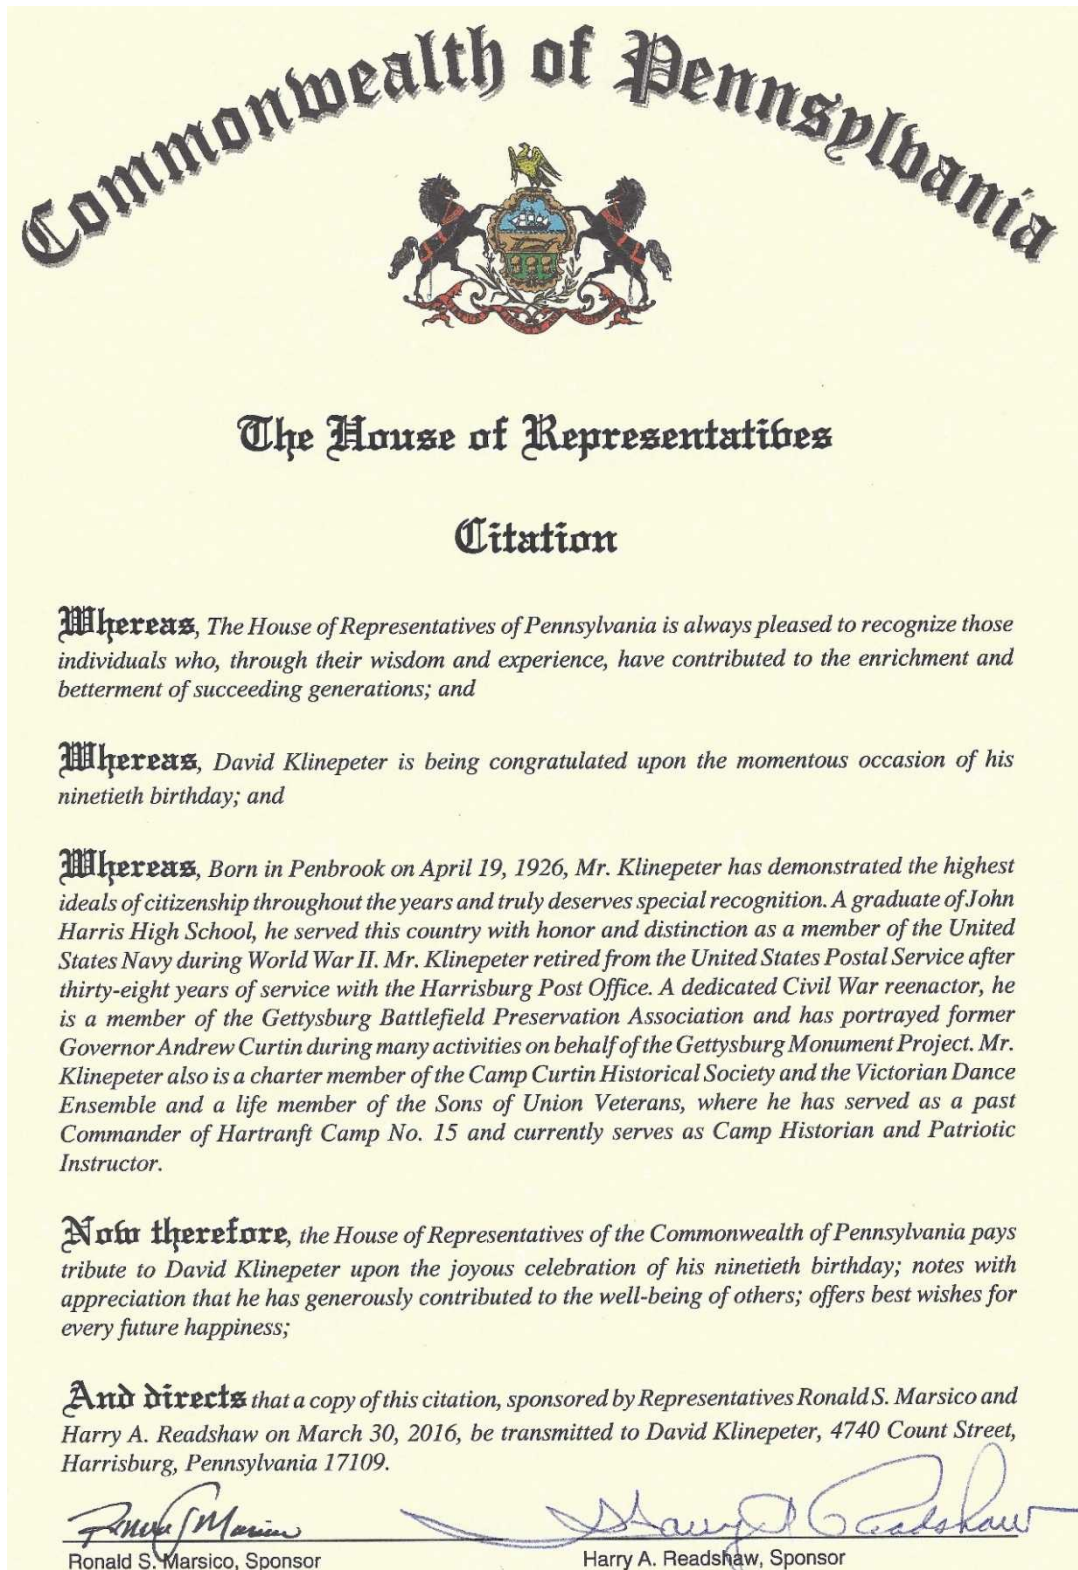 Commonwealth of Pennsylvania
The House of Representatives
Citation
Whereas, The House of Representatives of Pennsylvania is always pleased to recognize those
individuals who, through their wisdom and experience, have contributed to the enrichment and
betterment of succeeding generations; and
Whereas, David Klinepeter is being congratulated upon the momentous occasion of his
ninetieth birthday; and
Whereas, Born in Penbrook on April 19, 1926, Mr. Klinepeter has demonstrated the highest
ideals of citizenship throughout the years and truly deserves special recognition. A graduate of John
Harris High School, he served this country with honor and distinction as a member of the United
States Navy during World War II. Mr. Klinepeter retired from the United States Postal Service after
thirty-eight years of service with the Harrisburg Post Office. A dedicated Civil War reenactor, he
is a member of the Gettysburg Battlefield Preservation Association and has portrayed former
Governor Andrew Curtin during many activities on behalf of the Gettysburg Monument Project. Mr.
Klinepeter also is a charter member of the Camp Curtin Historical Society and the Victorian Dance
Ensemble and a life member of the Sons of Union Veterans, where he has served as a past
Commander of Hartranft Camp No. 15 and currently serves as Camp Historian and Patriotic
Instructor.
Now therefore, the House of Representatives of the Commonwealth of Pennsylvania pays
tribute to David Klinepeter upon the joyous celebration of his ninetieth birthday; notes with
appreciation that he has generously contributed to the well-being of others; offers best wishes for
every future happiness;
And directs that a copy of this citation, sponsored by Representatives Ronald S. Marsico and
Harry A. Readshaw on March 30, 2016, be transmitted to David Klinepeter, 4740 Count Street,
Harrisburg, Pennsylvania 17109.
Ronald S. Marsico, Sponsor
Harry A. Readshaw, Sponsor